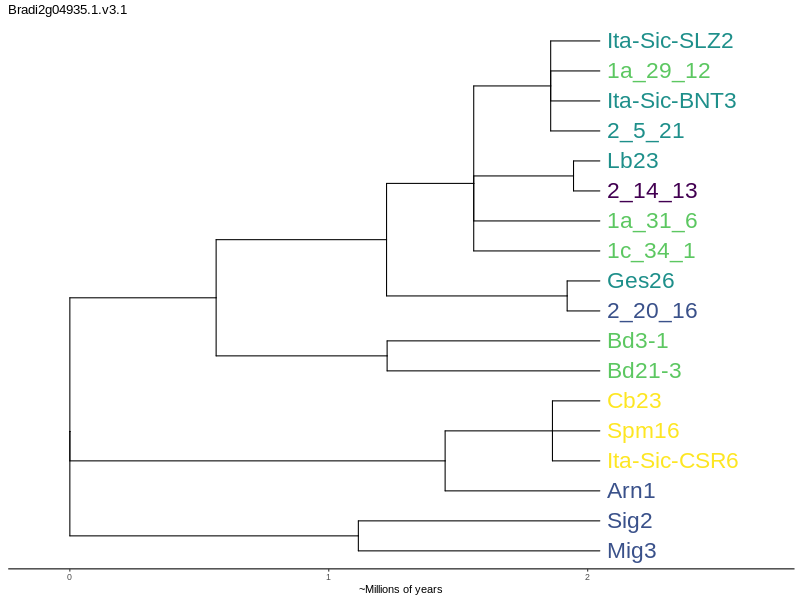 Bradi2g04935.1.v3.1
Ita-Sic-SLZ2
1a_29_12
Ita-Sic-BNT3
2_5_21
Lb23
2_14_13
1a_31_6
1c_34_1
Ges26
2_20_16
Bd3-1
Bd21-3
Cb23
Spm16
Ita-Sic-CSR6
Arn1
Sig2
Mig3
0 1 2
~Millions of years